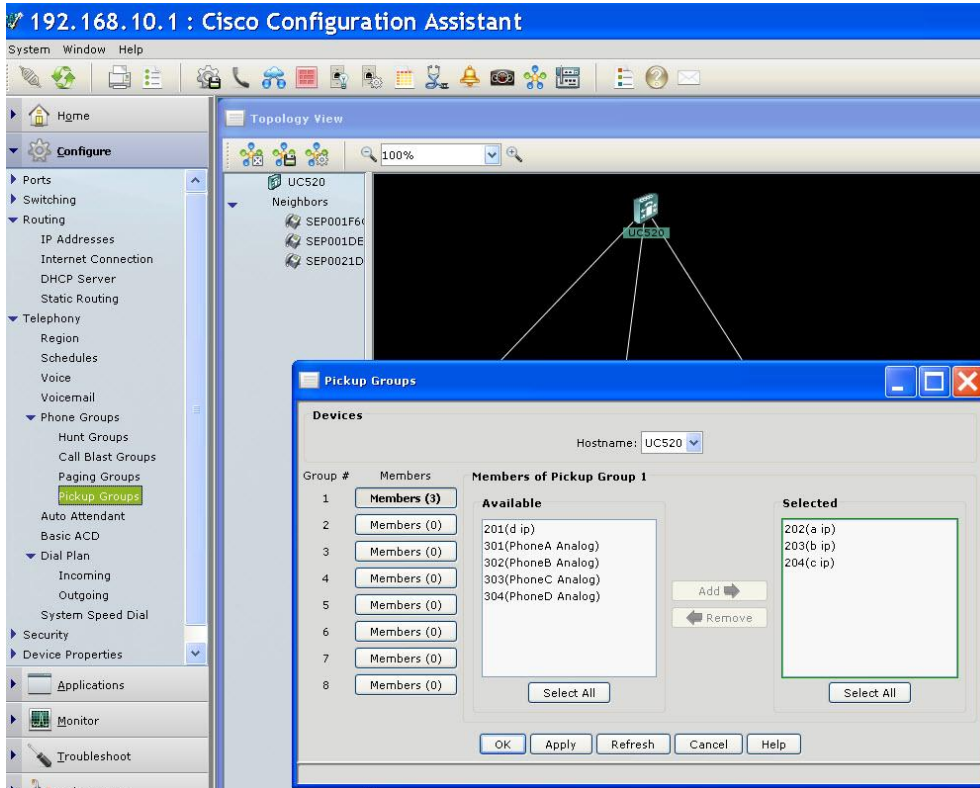 192.168.10.1 : Cisco Configuration Assistant
System Window Help
Home
Configure
Ports
Switching
Routing
IP Addresses
Internet Connection
DHCP Server
Static Routing
Telephony
Region
Schedules
Voice
Voicemail
Phone Groups
Hunt Groups
Call Blast Groups
Paging Groups
Pickup Groups
Auto Attendant
Basic ACD
Dial Plan
Incoming
Outgoing
System Speed Dial
Security
Device Properties
Applications
Monitor
Troubleshoot
Topology View
100%
UC520
Neighbors
SEP001F6
SEP001DE
SEP0021D
UC520
Pickup Groups
Devices
Hostname: UC520
Group # Members
1 Members (3)
2 Members (0)
3 Members (0)
4 Members (0)
5 Members (0)
6 Members (0)
7 Members (0)
8 Members (0)
Members of Pickup Group 1
Available
201(d ip)
301(PhoneA Analog)
302(PhoneB Analog)
303(PhoneC Analog)
304(PhoneD Analog)
Select All
Add
Remove
Selected
202(a ip)
203(b ip)
204(c ip)
Select All
OK Apply Refresh Cancel Help